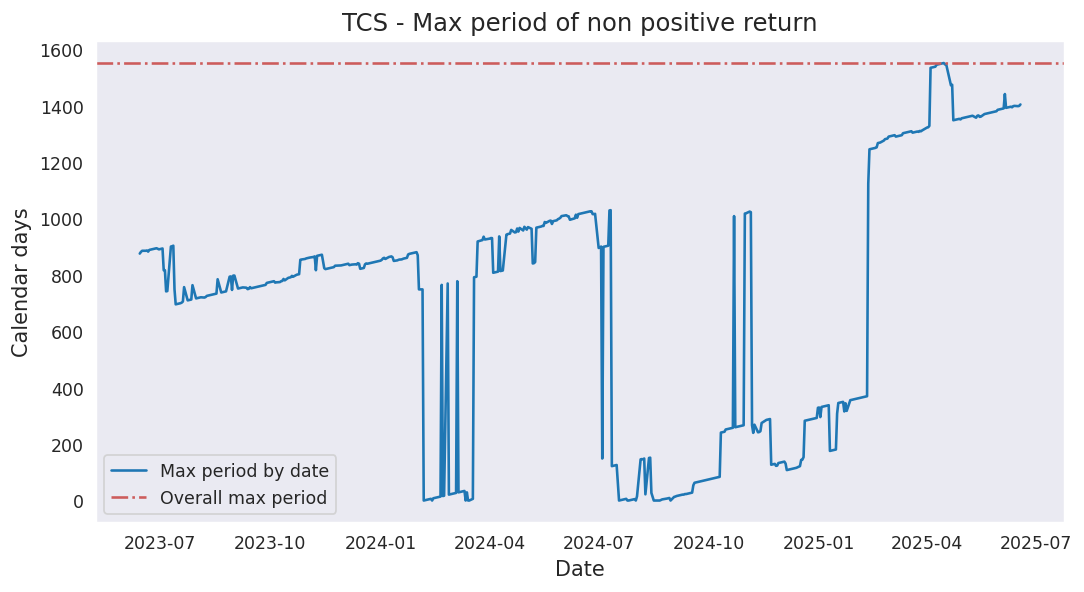 TCS - Max period of non positive return
1600
1400
1200
1000
800
600
400
200
0
Calendar days
Max period by date
Overall max period
2023-07 2023-10 2024-01 2024-04 2024-07 2024-10 2025-01 2025-04 2025-07
Date